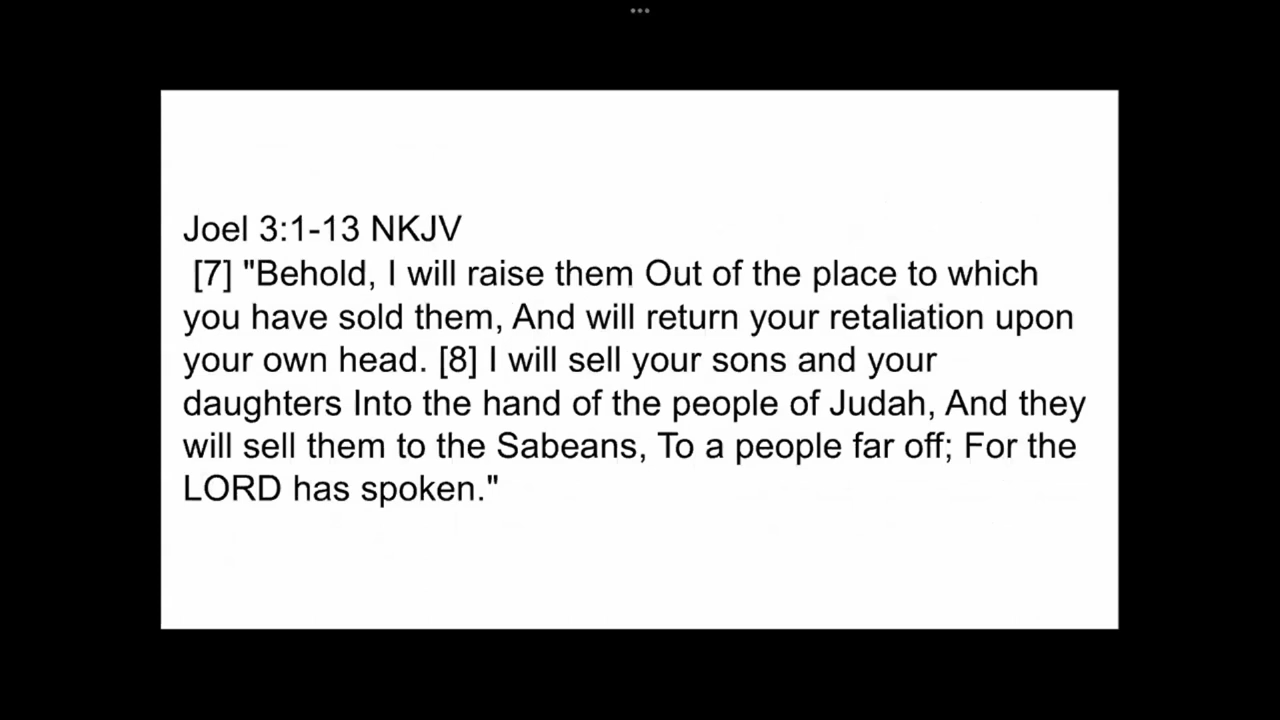 Joel 3:1-13 NKJV
[7] "Behold, I will raise them Out of the place to which
you have sold them, And will return your retaliation upon
your own head. [8] I will sell your sons and your
daughters Into the hand of the people of Judah, And they
will sell them to the Sabeans, To a people far off; For the
LORD has spoken."